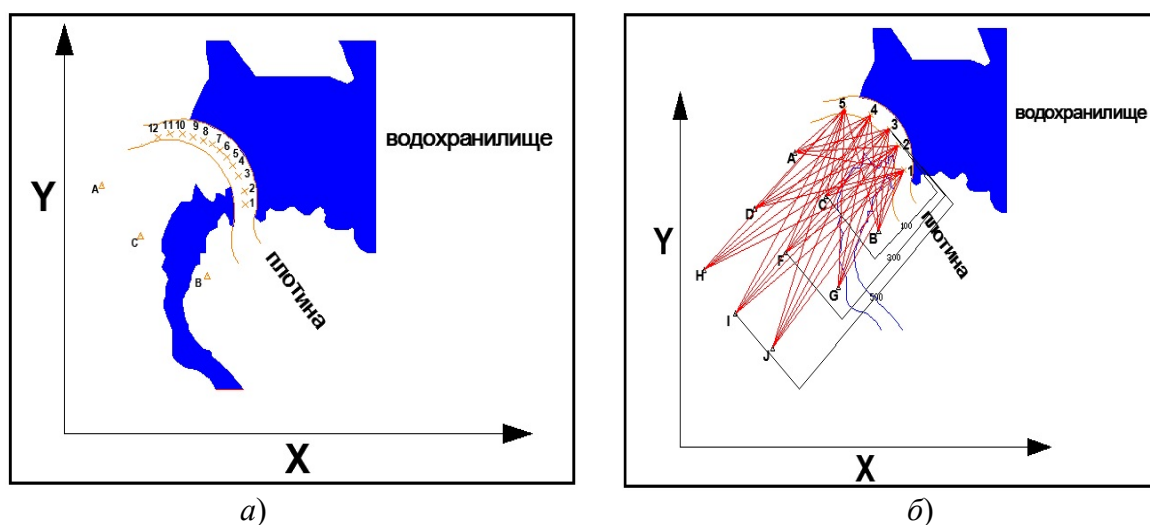 Y
X
водохранилище
плотина
12 11 10 9 8 7 6 5 4 3 2 1
A
C
B
а)
Y
X
водохранилище
плотина
5 4 3 2 1
A
D
C
B
H
F
G
I
J
100
300
500
б)